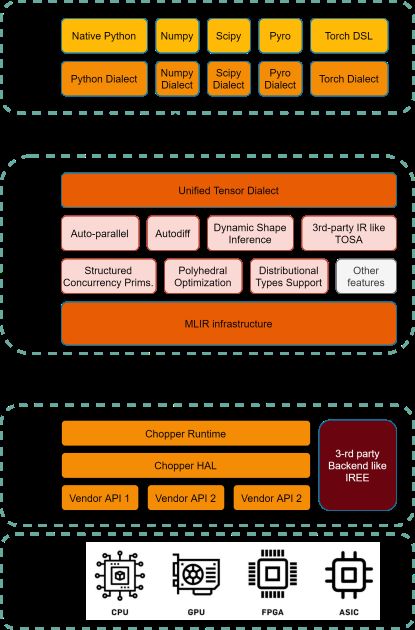 Native Python
Numpy
Scipy
Pyro
Torch DSL
Python Dialect
Numpy
Dialect
Scipy
Dialect
Pyro
Dialect
Torch Dialect
Unified Tensor Dialect
Auto-parallel
Autodiff
Dynamic Shape
Inference
3rd-party IR like
TOSA
Structured
Concurrency Prims.
Polyhedral
Optimization
Distributional
Types Support
Other
features
MLIR infrastructure
Chopper Runtime
Chopper HAL
Vendor API 1
Vendor API 2
Vendor API 2
3-rd party
Backend like
IREE
CPU
GPU
FPGA
ASIC